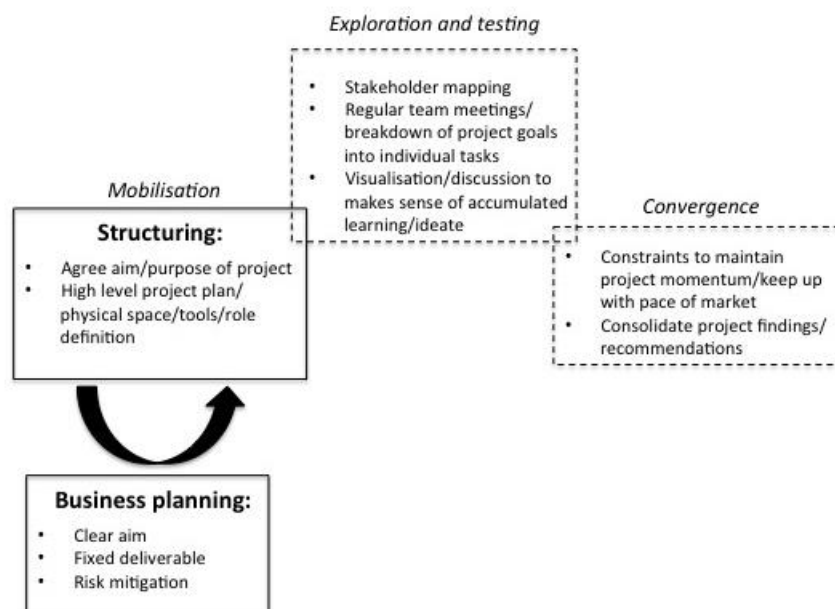 Exploration and testing
• Stakeholder mapping
• Regular team meetings/
breakdown of project goals
into individual tasks
• Visualisation/discussion to
makes sense of accumulated
learning/ideate
Mobilisation
Structuring:
• Agree aim/purpose of project
• High level project plan/
physical space/tools/role
definition
Convergence
• Constraints to maintain
project momentum/keep up
with pace of market
• Consolidate project findings/
recommendations
Business planning:
• Clear aim
• Fixed deliverable
• Risk mitigation